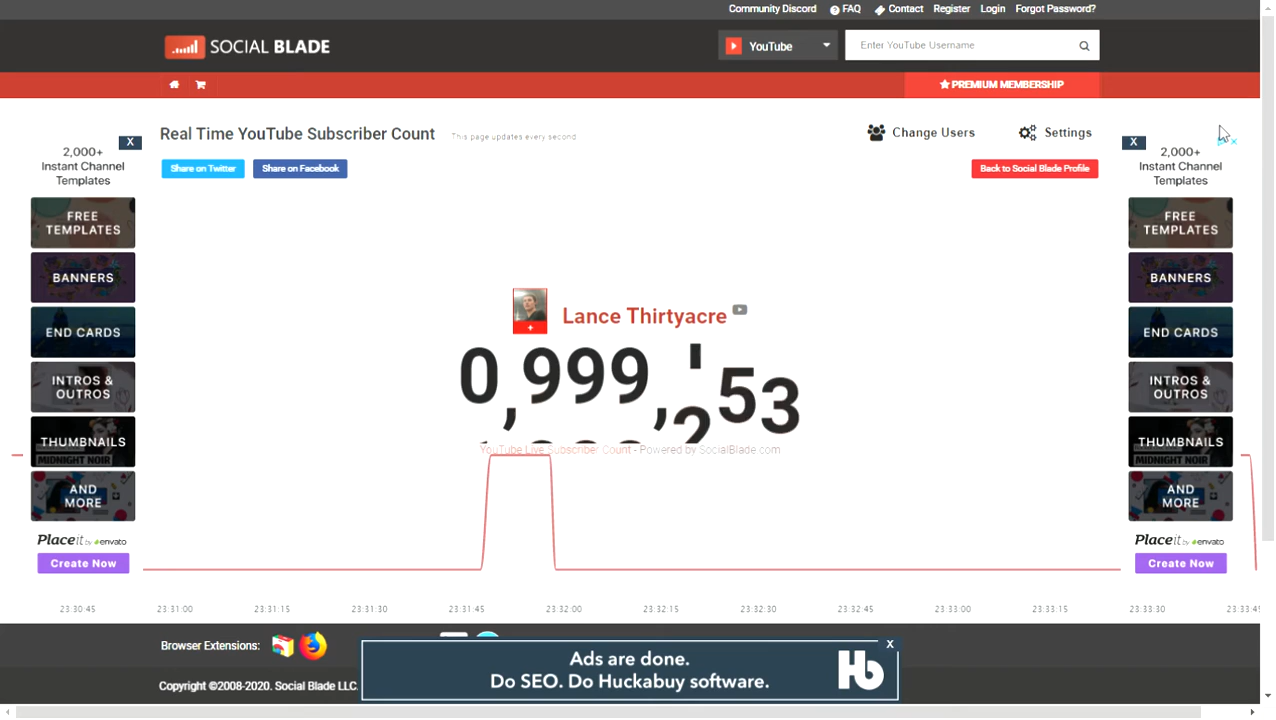 Community Discord FAQ Contact Register Login Forgot Password?
SOCIAL BLADE
YouTube
Enter YouTube Username
PREMIUM MEMBERSHIP
Real Time YouTube Subscriber Count
This page updates every second.
Change Users
Settings
Share on Twitter
Share on Facebook
Back to Social Blade Profile
X
2,000+
Instant Channel
Templates
FREE
TEMPLATES
BANNERS
END CARDS
INTROS &
OUTROS
THUMBNAILS
MIDNIGHT NOIR
AND
MORE
Placeit by envato
Create Now
Lance Thirtyacre
0,999, 53
YouTube Live Subscriber Count - Powered by SocialBlade.com
X
2,000+
Instant Channel
Templates
FREE
TEMPLATES
BANNERS
END CARDS
INTROS &
OUTROS
THUMBNAILS
MIDNIGHT NOIR
AND
MORE
Placeit by envato
Create Now
23:30:45 23:31:00 23:31:15 23:31:30 23:31:45 23:32:00 23:32:15 23:32:30 23:32:45 23:33:00 23:33:15 23:33:30 23:33:45
Browser Extensions:
Copyright ©2008-2020. Social Blade LLC.
X
Ads are done.
Do SEO. Do Huckabuy software.
Hb